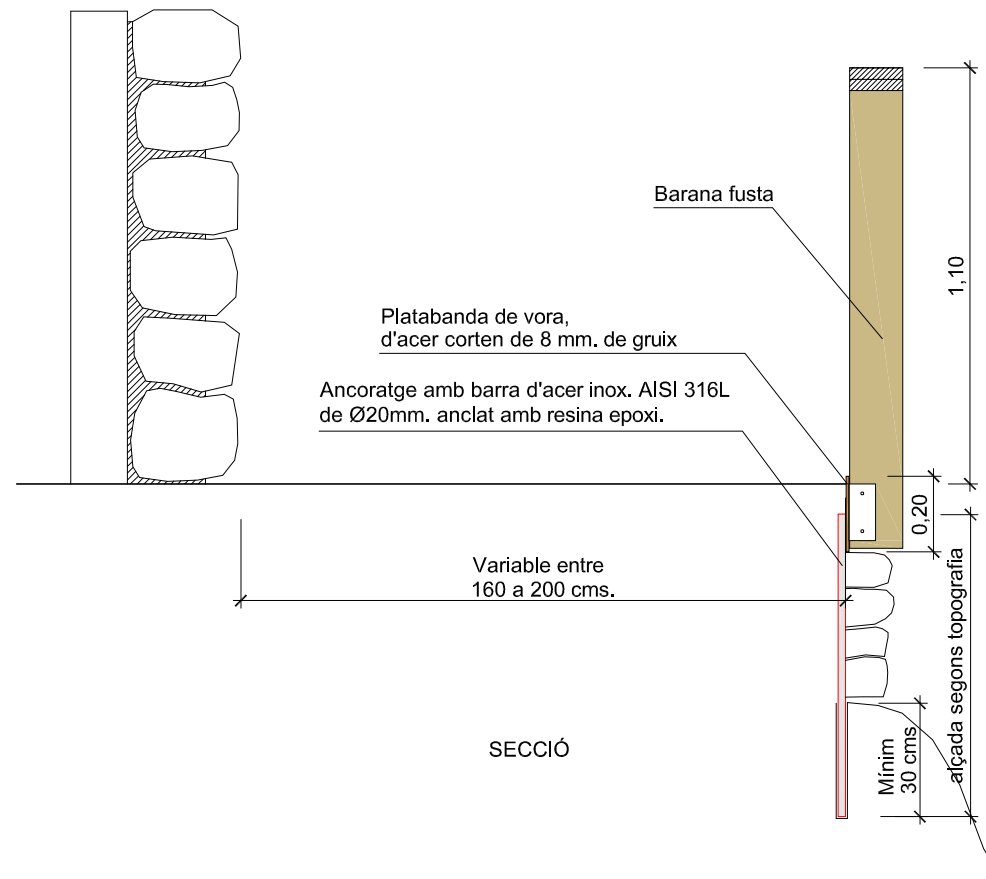 Barana fusta
1,10
Platabanda de vora,
d'acer corten de 8 mm. de gruix
Ancoratge amb barra d'acer inox. AISI 316L
de Ø20mm. anclat amb resina epoxi.
0,20
Variable entre
160 a 200 cms.
alçada segons topografia
SECCIÓ
Mínim
30 cms